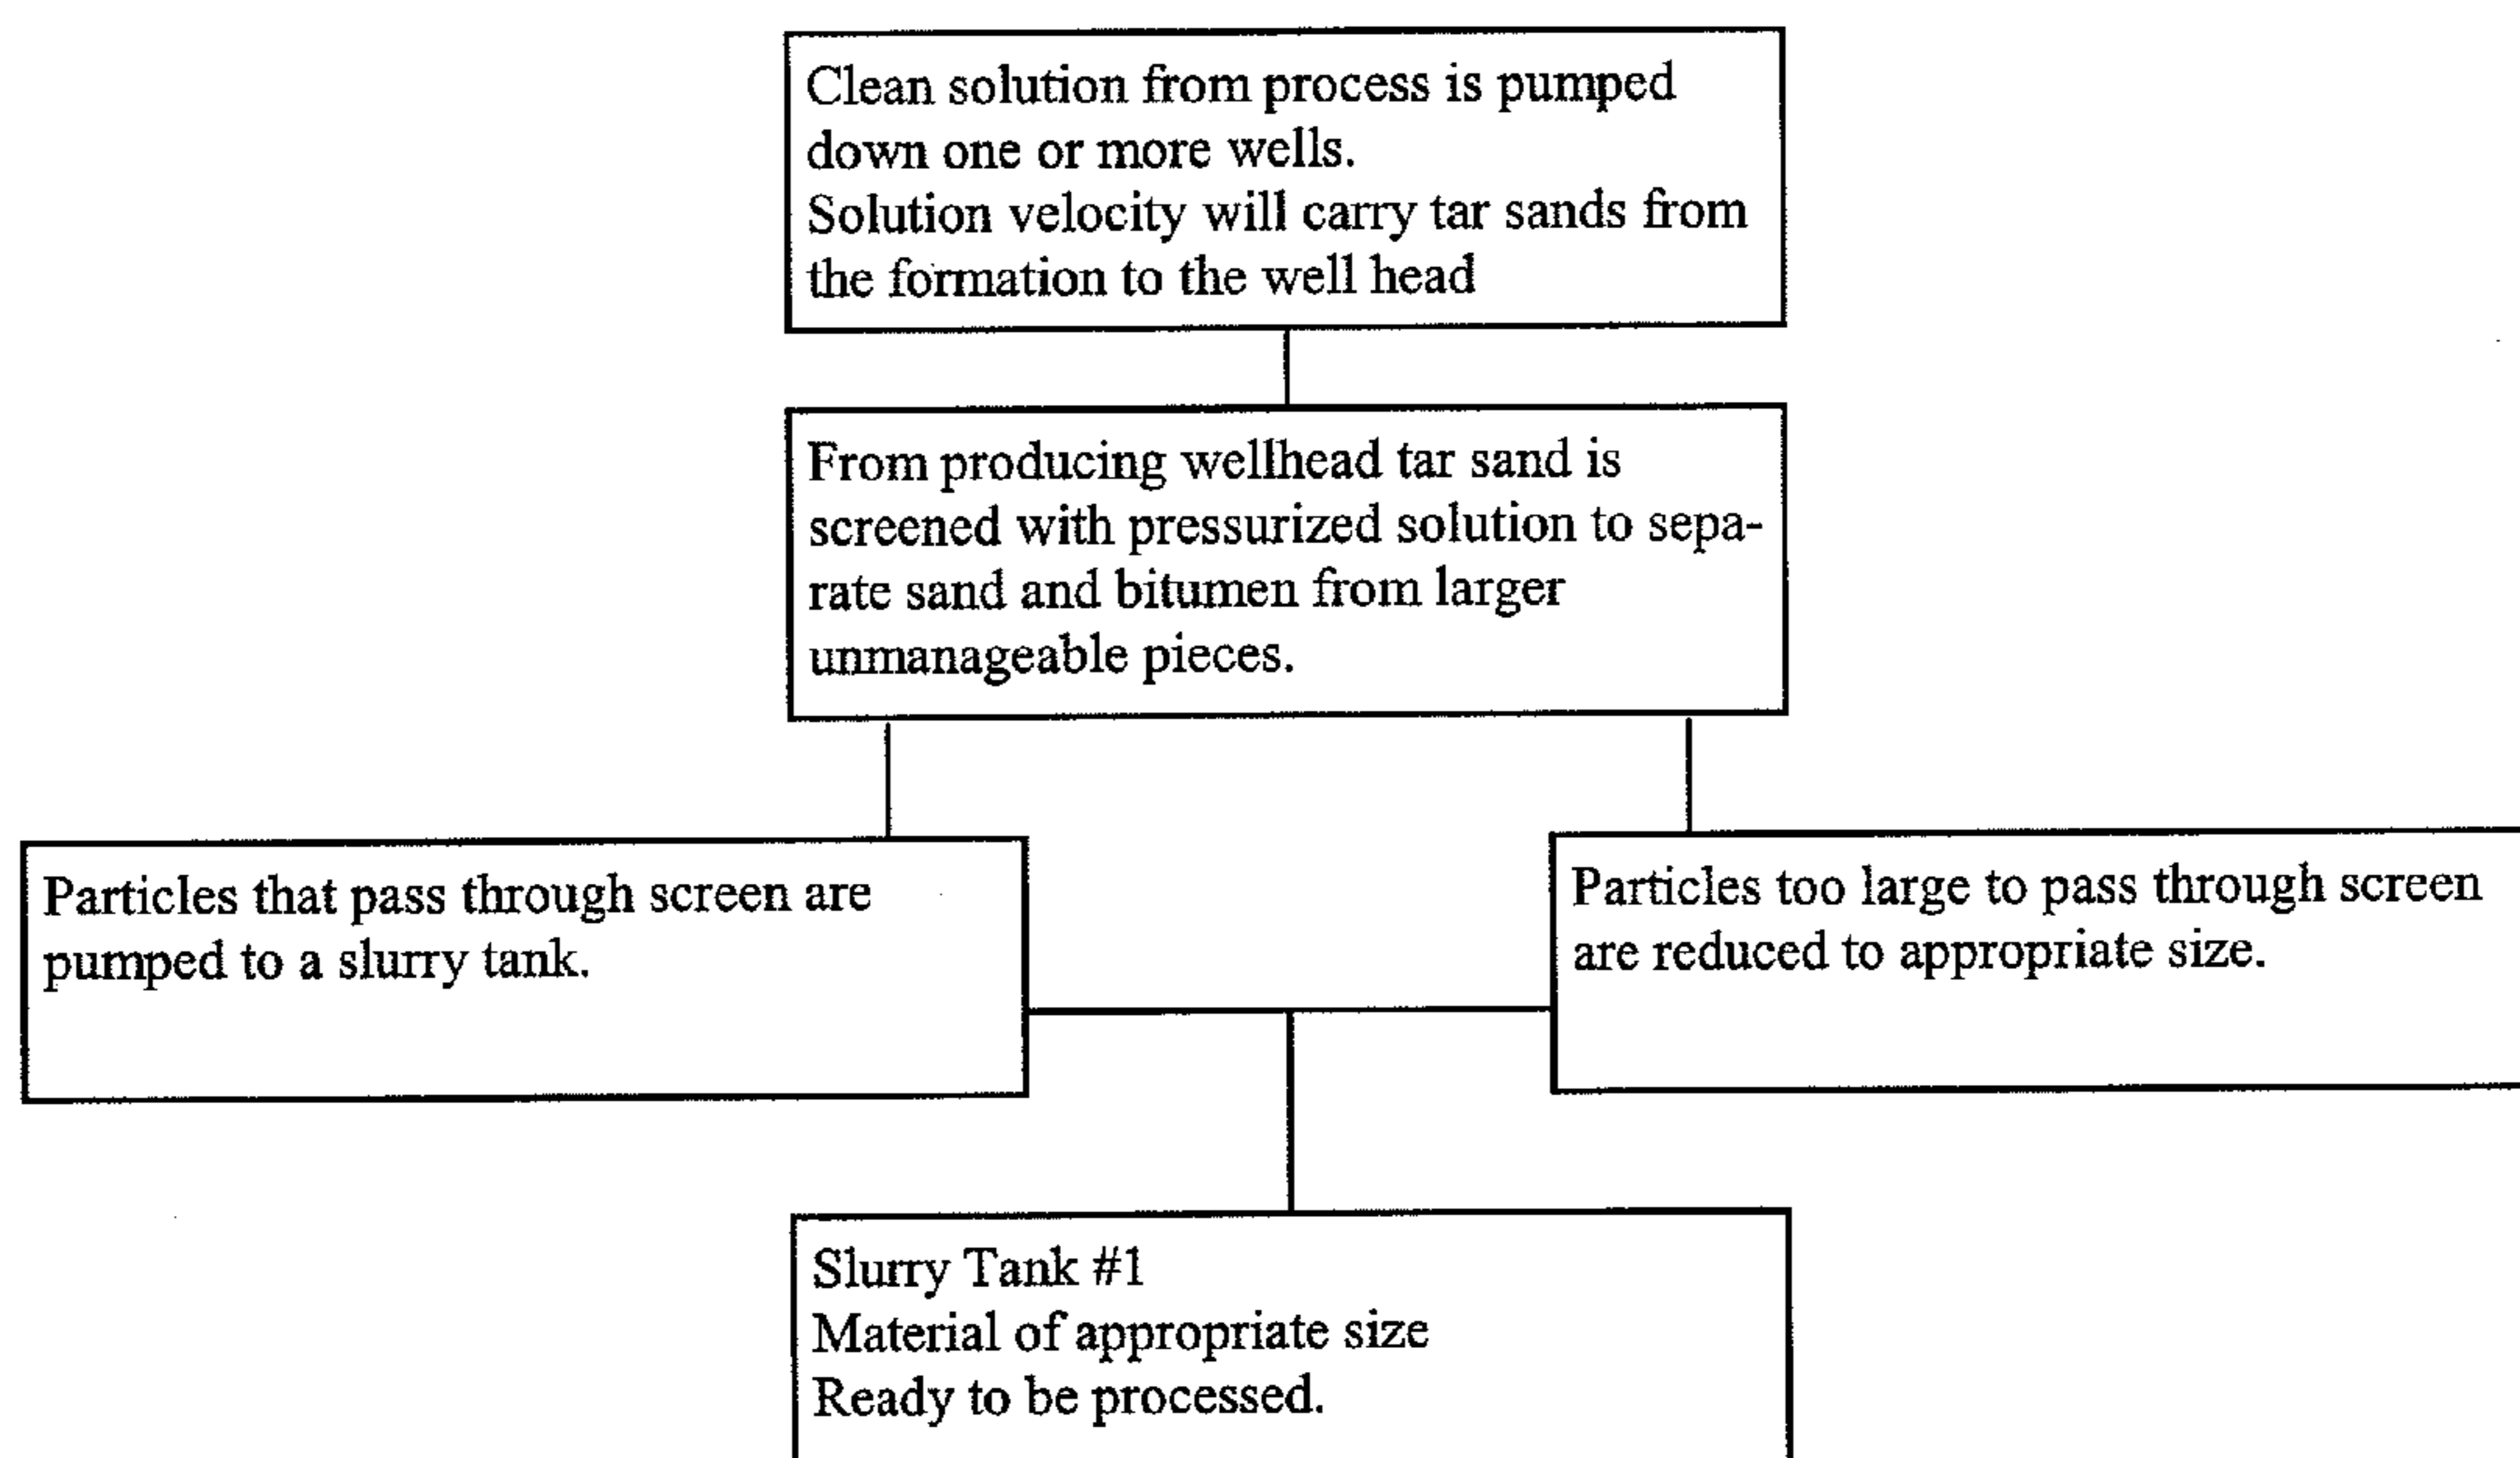 Clean solution from process is pumped
down one or more wells.
Solution velocity will carry tar sands from
the formation to the well head
From producing wellhead tar sand is
screened with pressurized solution to sepa-
rate sand and bitumen from larger
unmanageable pieces.
Particles that pass through screen are
pumped to a slurry tank.
Particles too large to pass through screen
are reduced to appropriate size.
Slurry Tank #1
Material of appropriate size
Ready to be processed.